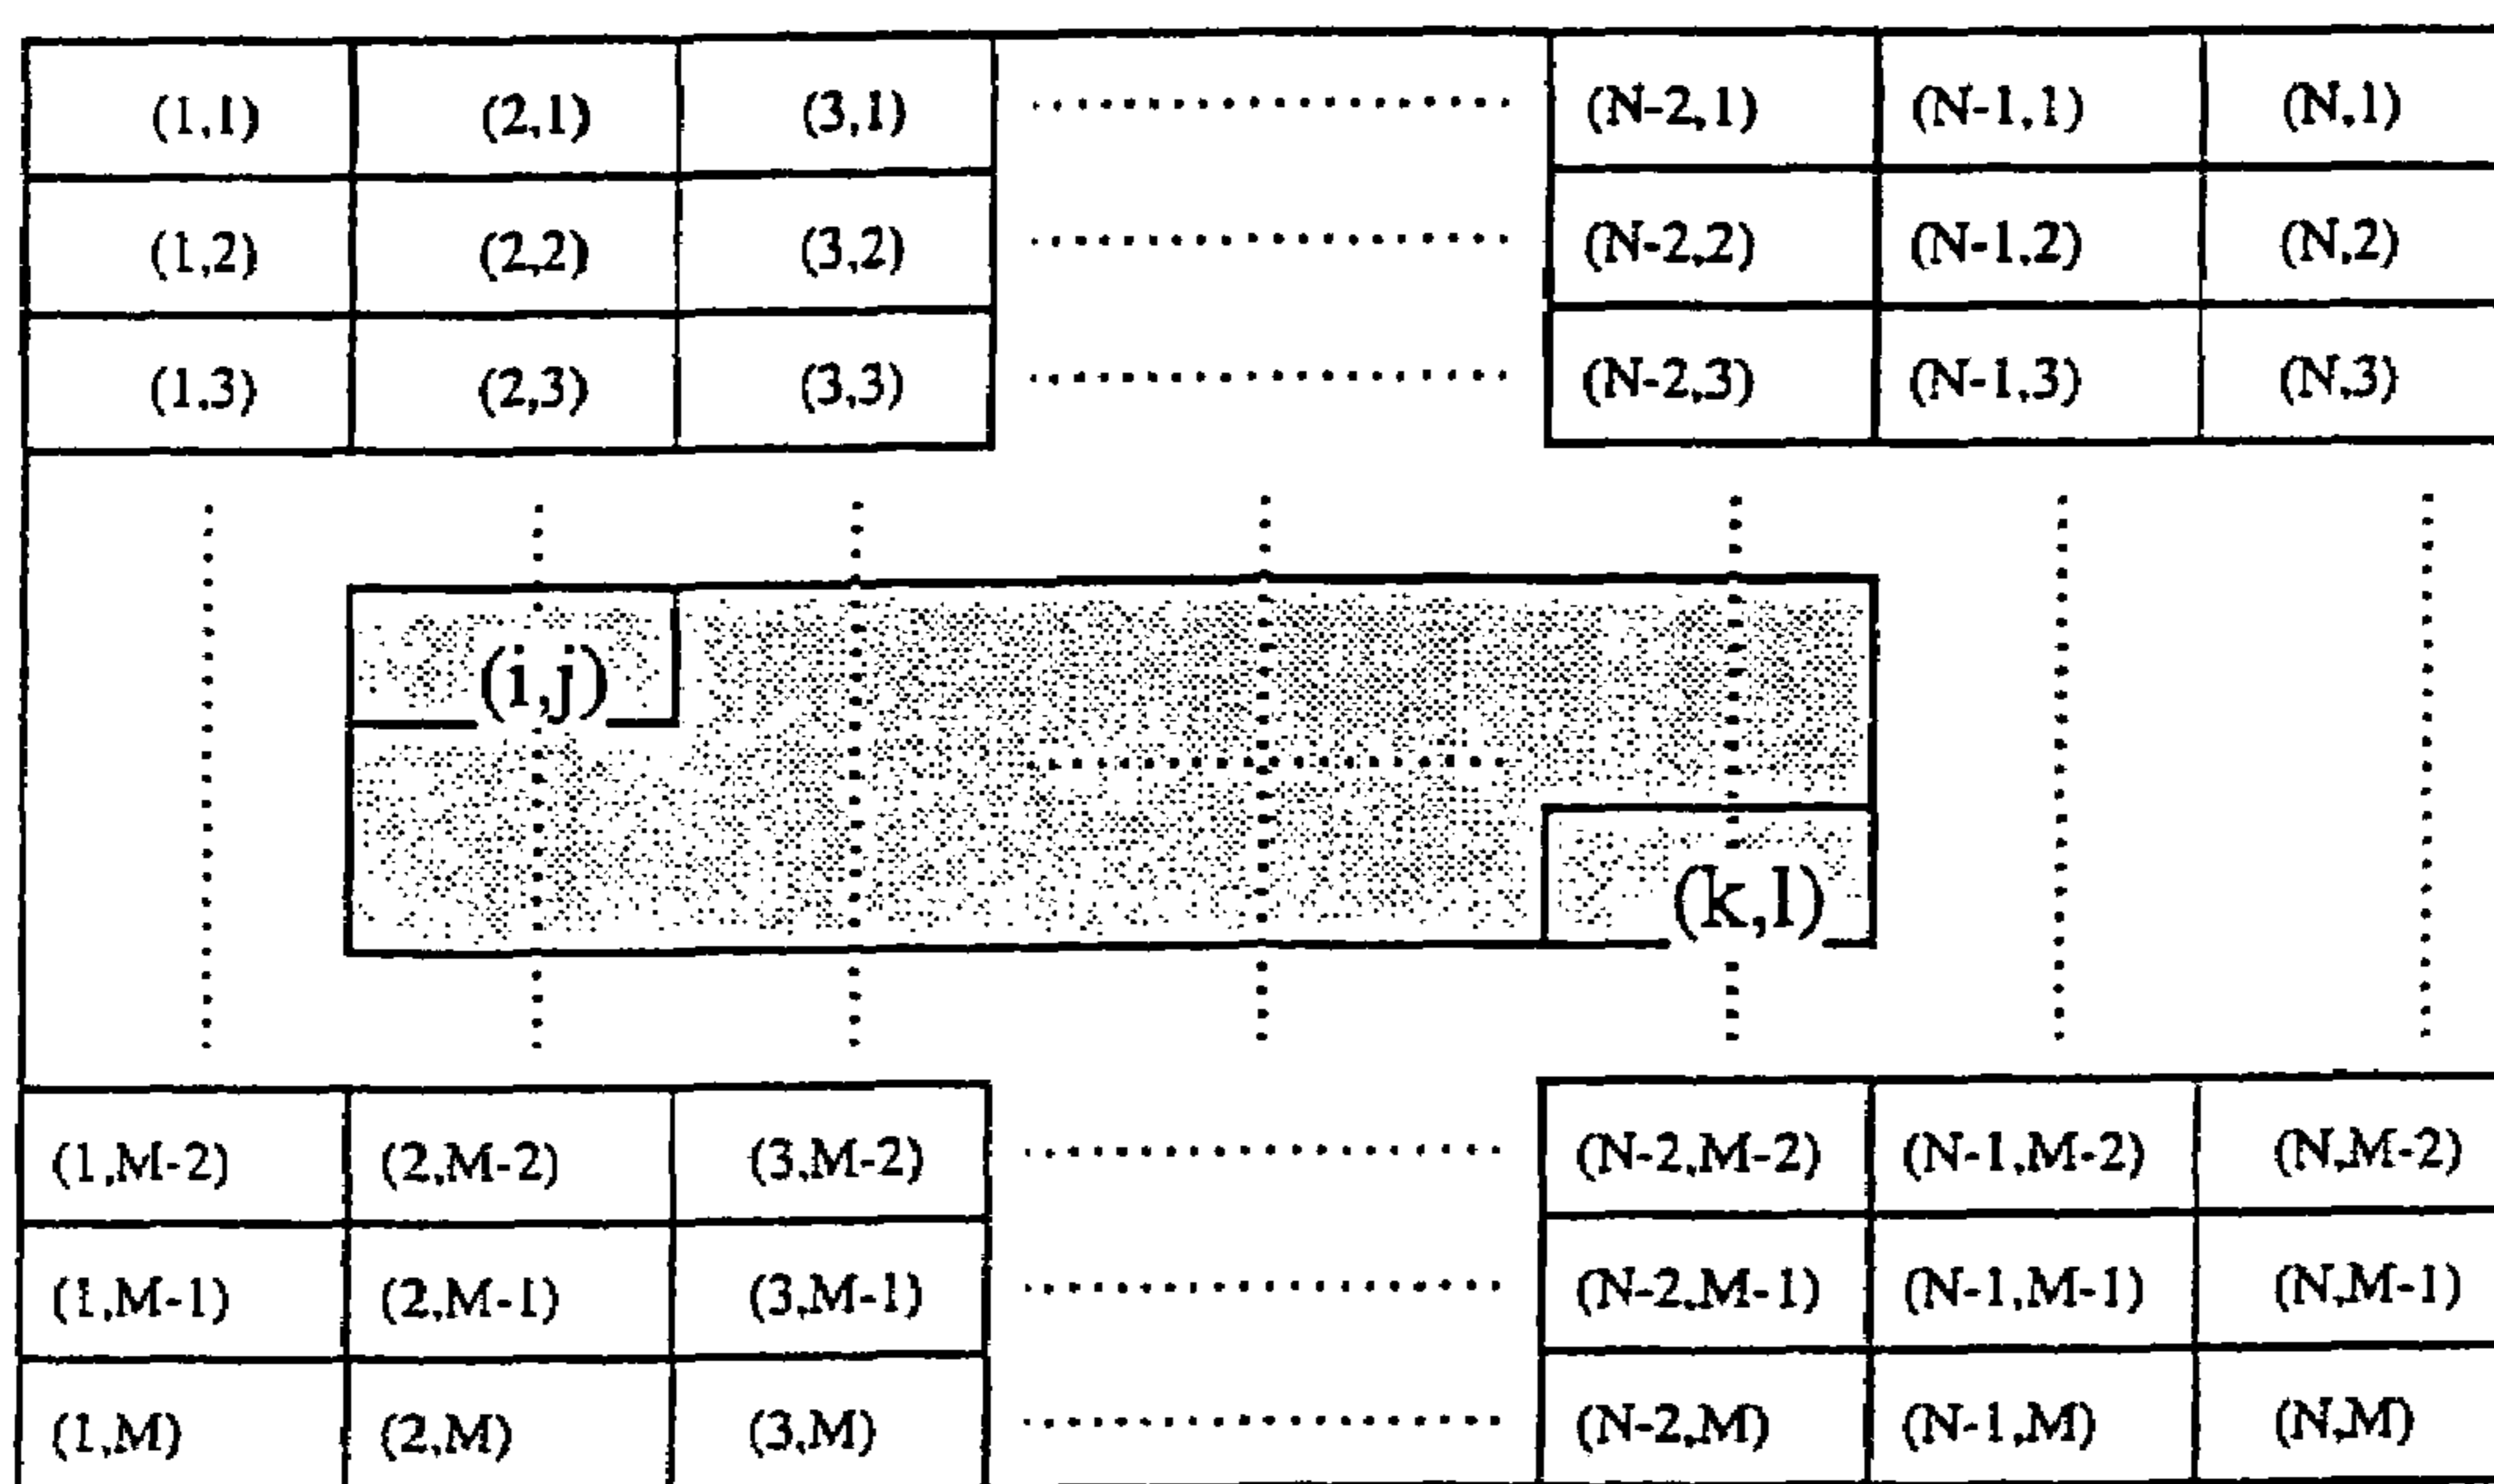 (1,1) (2,1) (3,1) (N-2,1) (N-1,1) (N,1)
(1,2) (2,2) (3,2) (N-2,2) (N-1,2) (N,2)
(1,3) (2,3) (3,3) (N-2,3) (N-1,3) (N,3)
(i,j)
(k,l)
(1,M-2) (2,M-2) (3,M-2) (N-2,M-2) (N-1,M-2) (N,M-2)
(1,M-1) (2,M-1) (3,M-1) (N-2,M-1) (N-1,M-1) (N,M-1)
(1,M) (2,M) (3,M) (N-2,M) (N-1,M) (N,M)